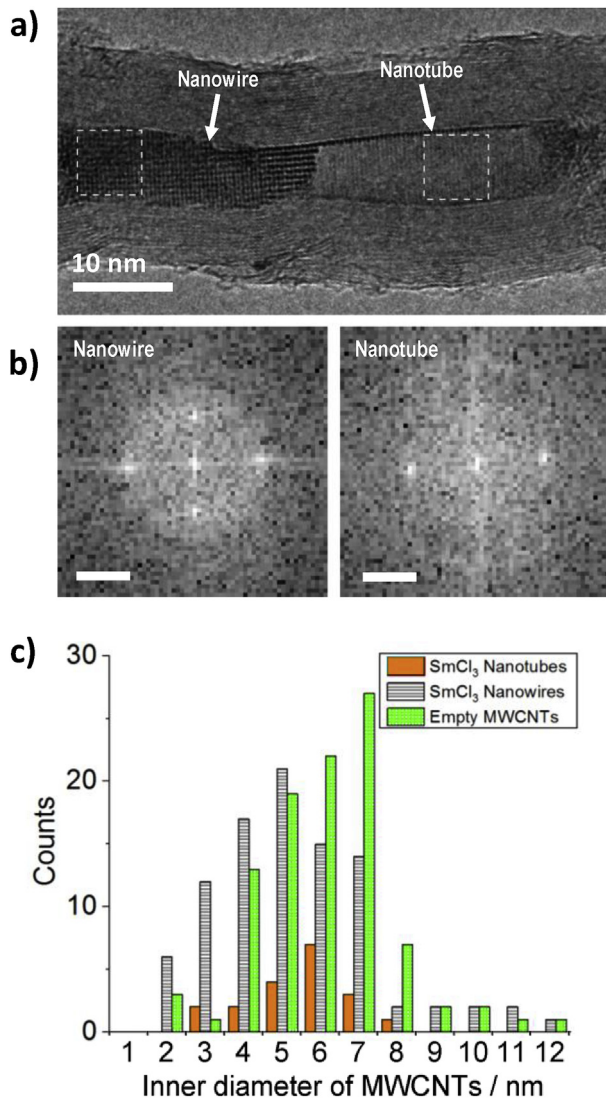 a)
Nanowire
Nanotube
10 nm
b)
Nanowire
Nanotube
c)
30
20
10
0
Counts
SmCl₃ Nanotubes
SmCl₃ Nanowires
Empty MWCNTs
1 2 3 4 5 6 7 8 9 10 11 12
Inner diameter of MWCNTs / nm